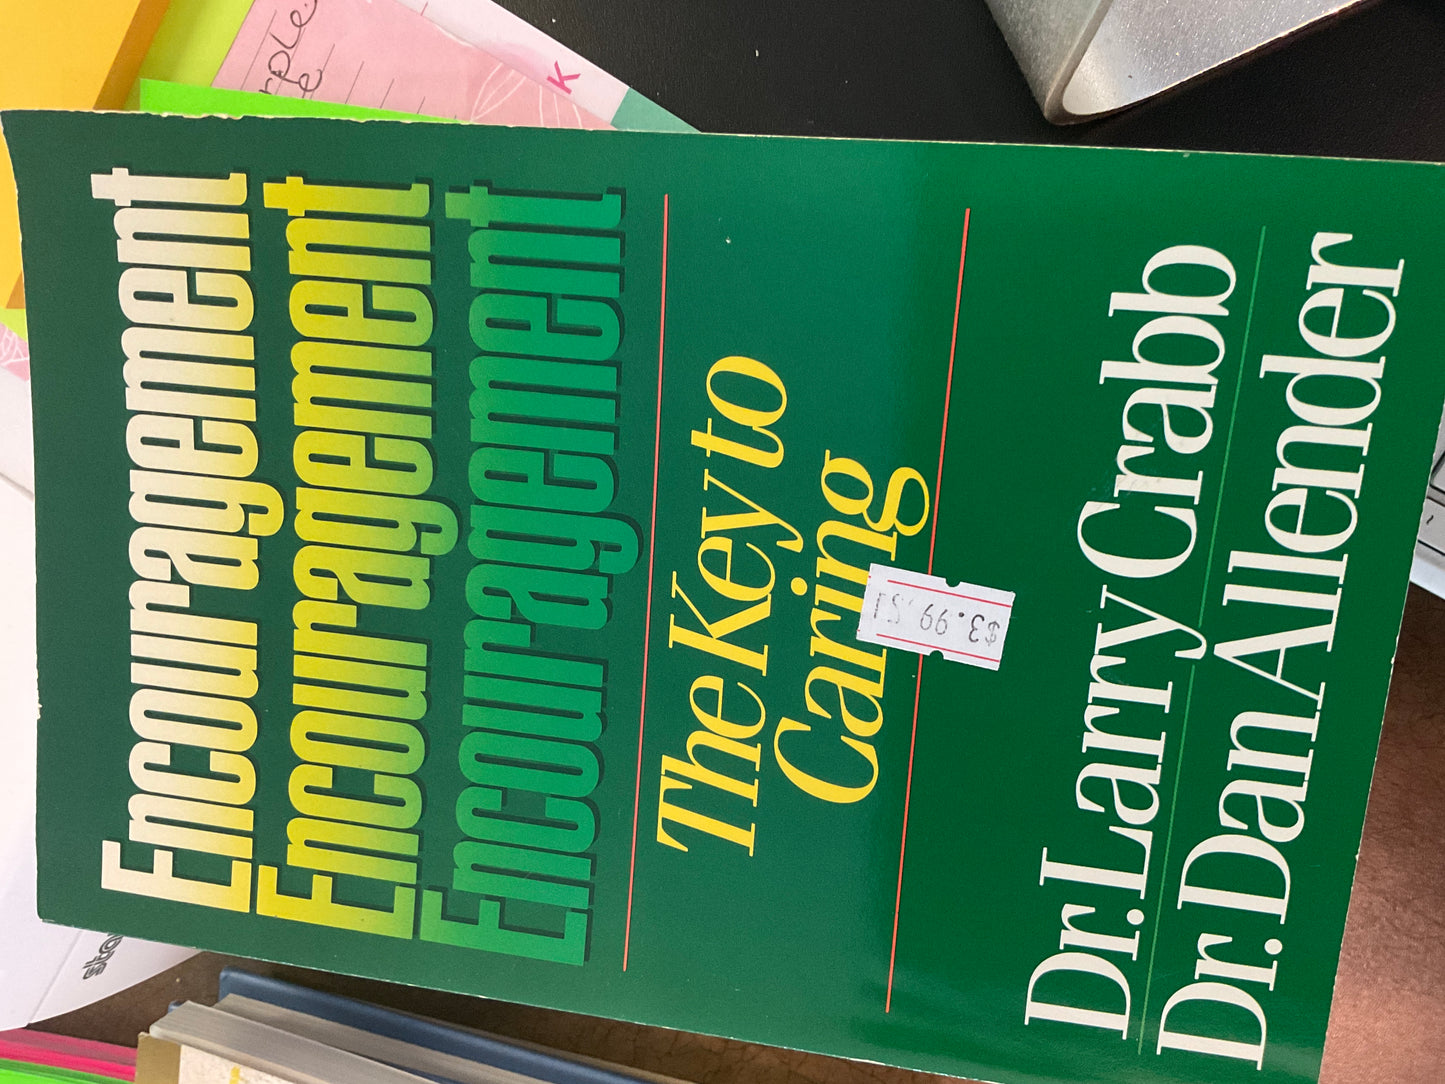 Encouragement
Encouragement
Encouragement
The Key to
Caring
$3.99
Dr. Larry Crabb
Dr. Dan Allender
K